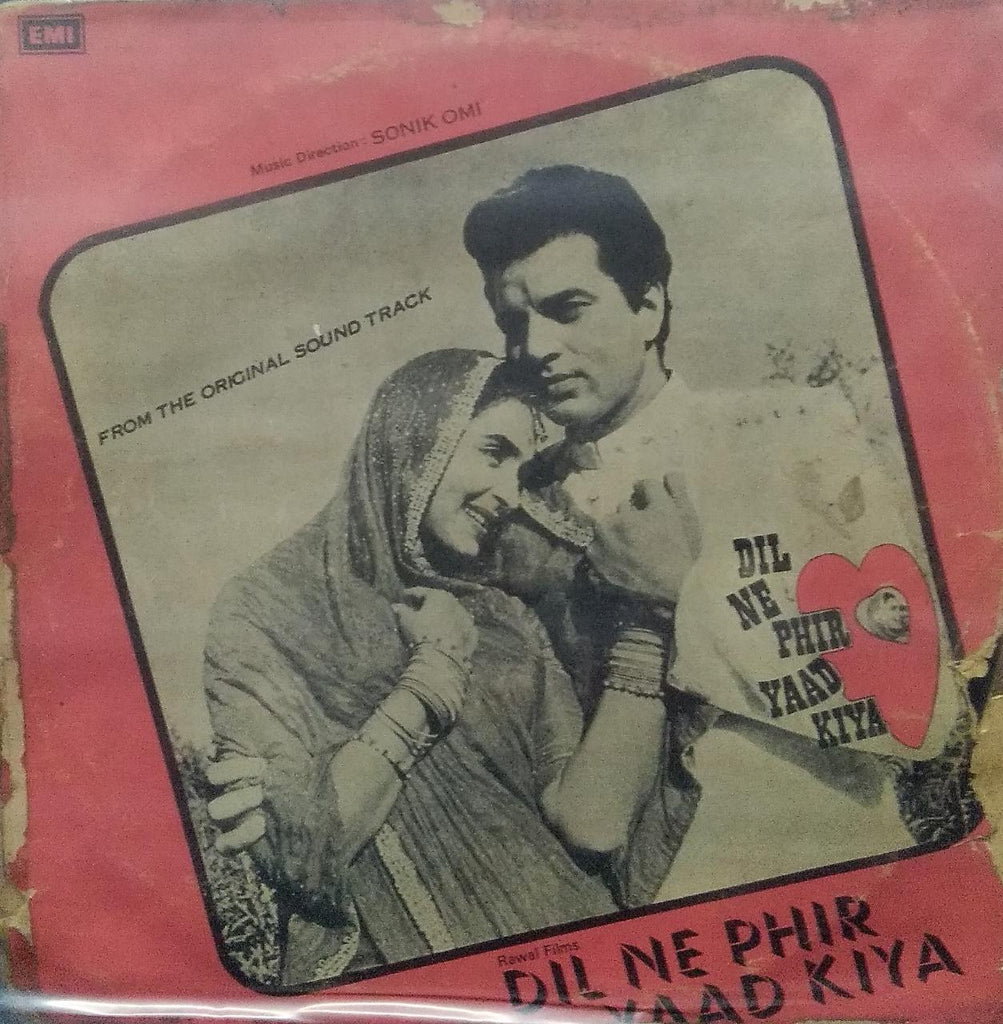 EMI
Music Direction : SONIK OMI
FROM THE ORIGINAL SOUND TRACK
DIL
NE
PHIR
YAAD
KIYA
Rawal Films
DIL NE PHIR
YAAD KIYA